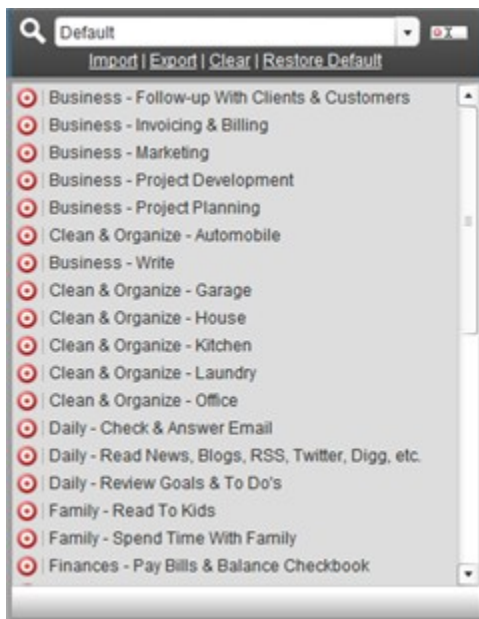 Default
Import | Export | Clear | Restore Default
Business - Follow-up With Clients & Customers
Business - Invoicing & Billing
Business - Marketing
Business - Project Development
Business - Project Planning
Clean & Organize - Automobile
Business - Write
Clean & Organize - Garage
Clean & Organize - House
Clean & Organize - Kitchen
Clean & Organize - Laundry
Clean & Organize - Office
Daily - Check & Answer Email
Daily - Read News, Blogs, RSS, Twitter, Digg, etc.
Daily - Review Goals & To Do's
Family - Read To Kids
Family - Spend Time With Family
Finances - Pay Bills & Balance Checkbook